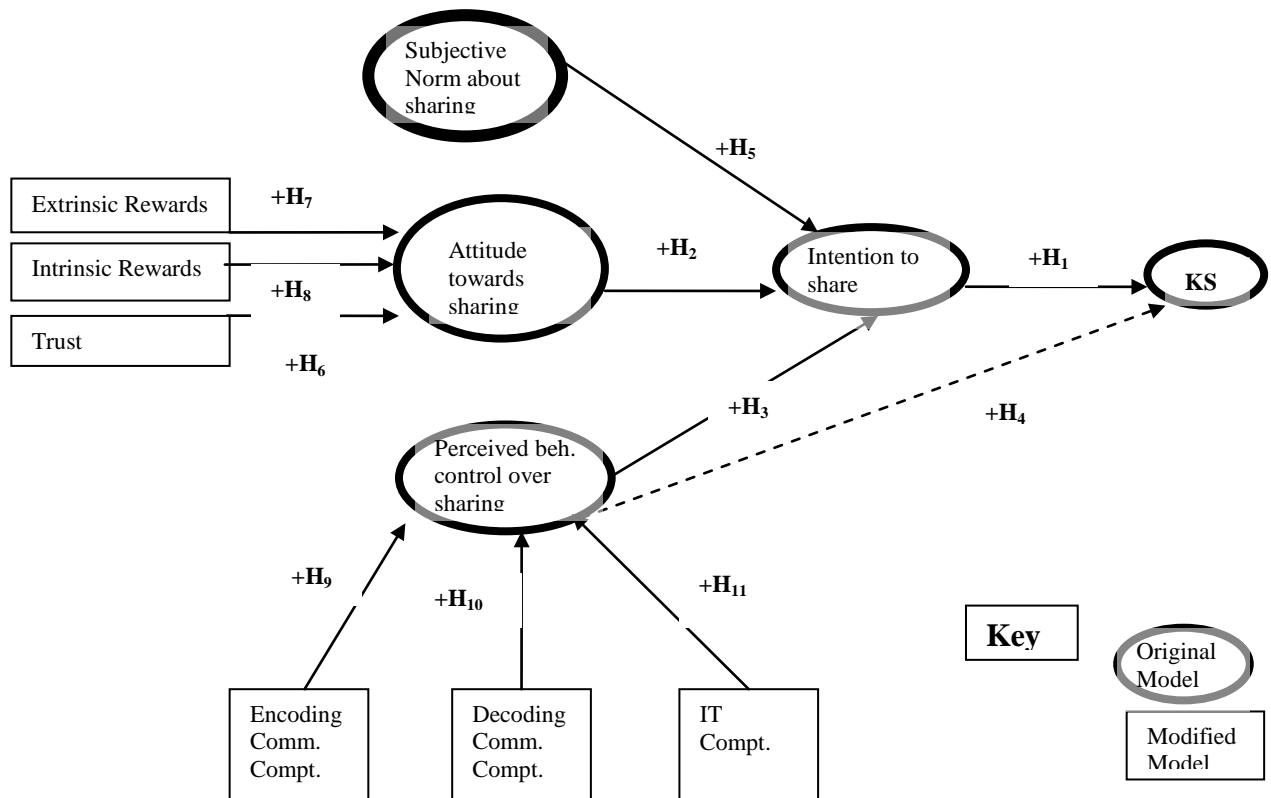 Subjective
Norm about
sharing
+H5
Extrinsic Rewards
+H7
Intrinsic Rewards
+H8
Trust
+H6
Attitude
towards
sharing
+H2
Intention to
share
+H1
KS
+H3
+H4
Perceived beh.
control over
sharing
+H9
+H10
+H11
Encoding
Comm.
Compt.
Decoding
Comm.
Compt.
IT
Compt.
Key
Original
Model
Modified
Model